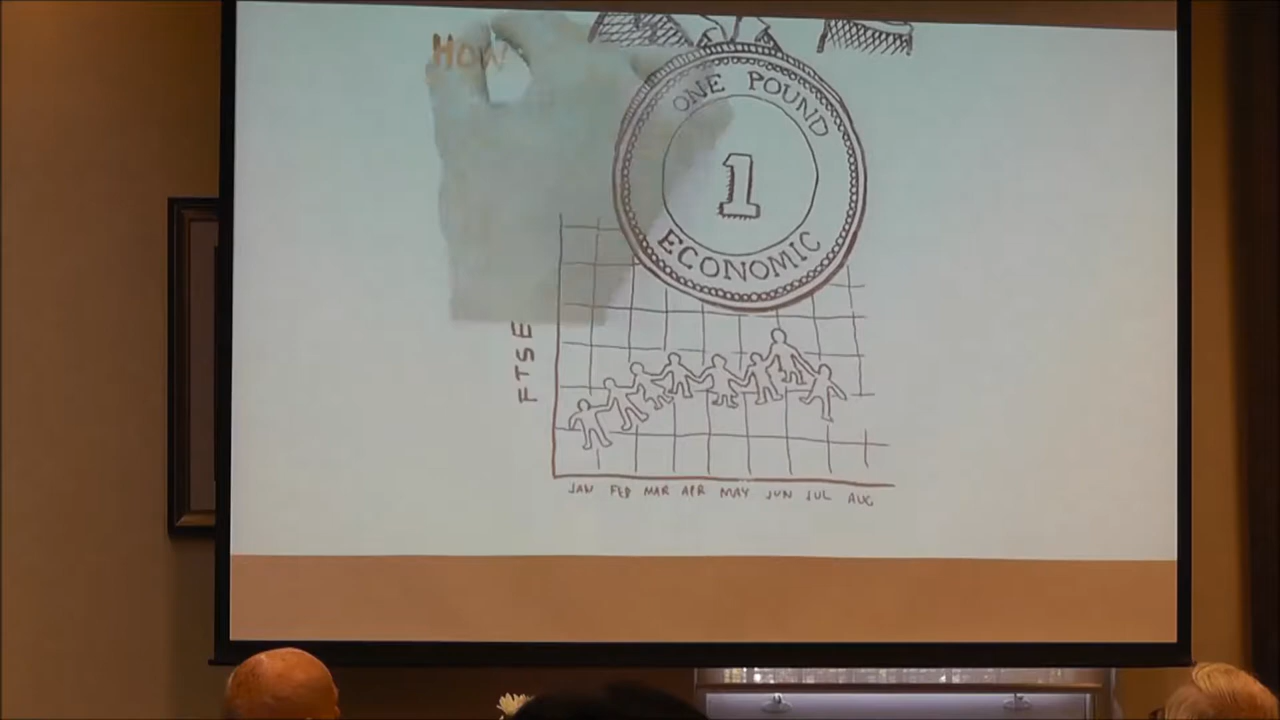 How
ONE POUND
1
ECONOMIC
FTSE
JAN FEB MAR APR MAY JUN JUL AUG